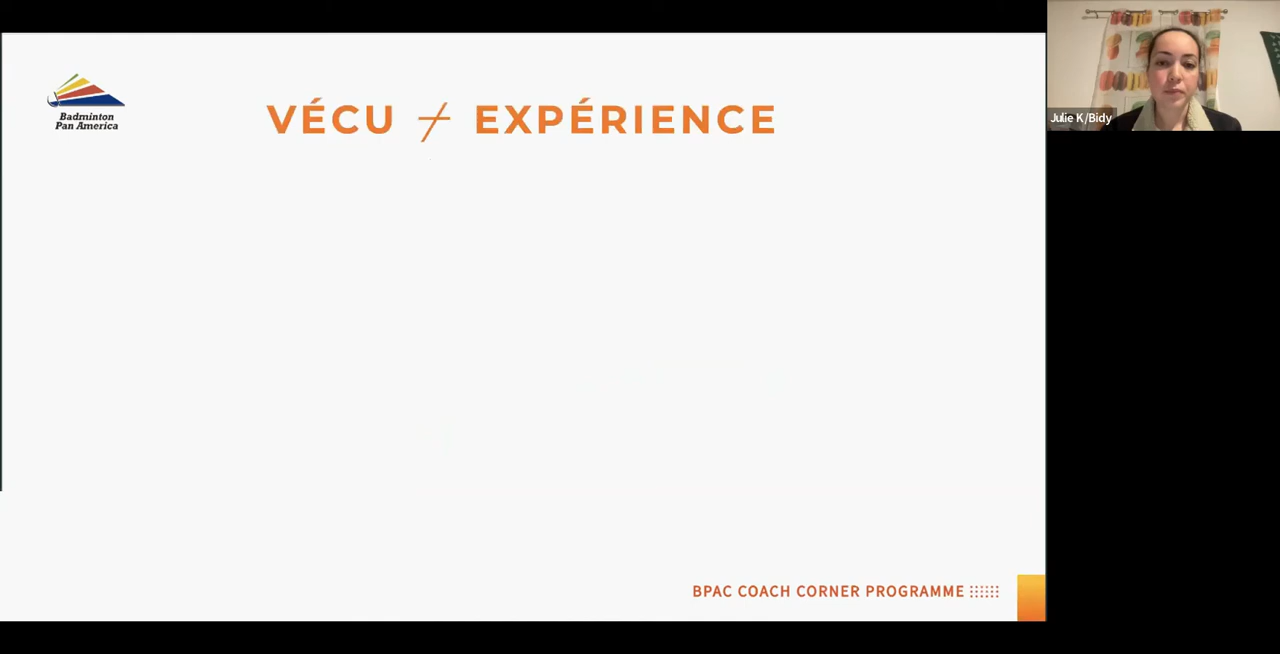 Badminton
Pan America
VÉCU ≠ EXPÉRIENCE
Julie K/Bidy
BPAC COACH CORNER PROGRAMME